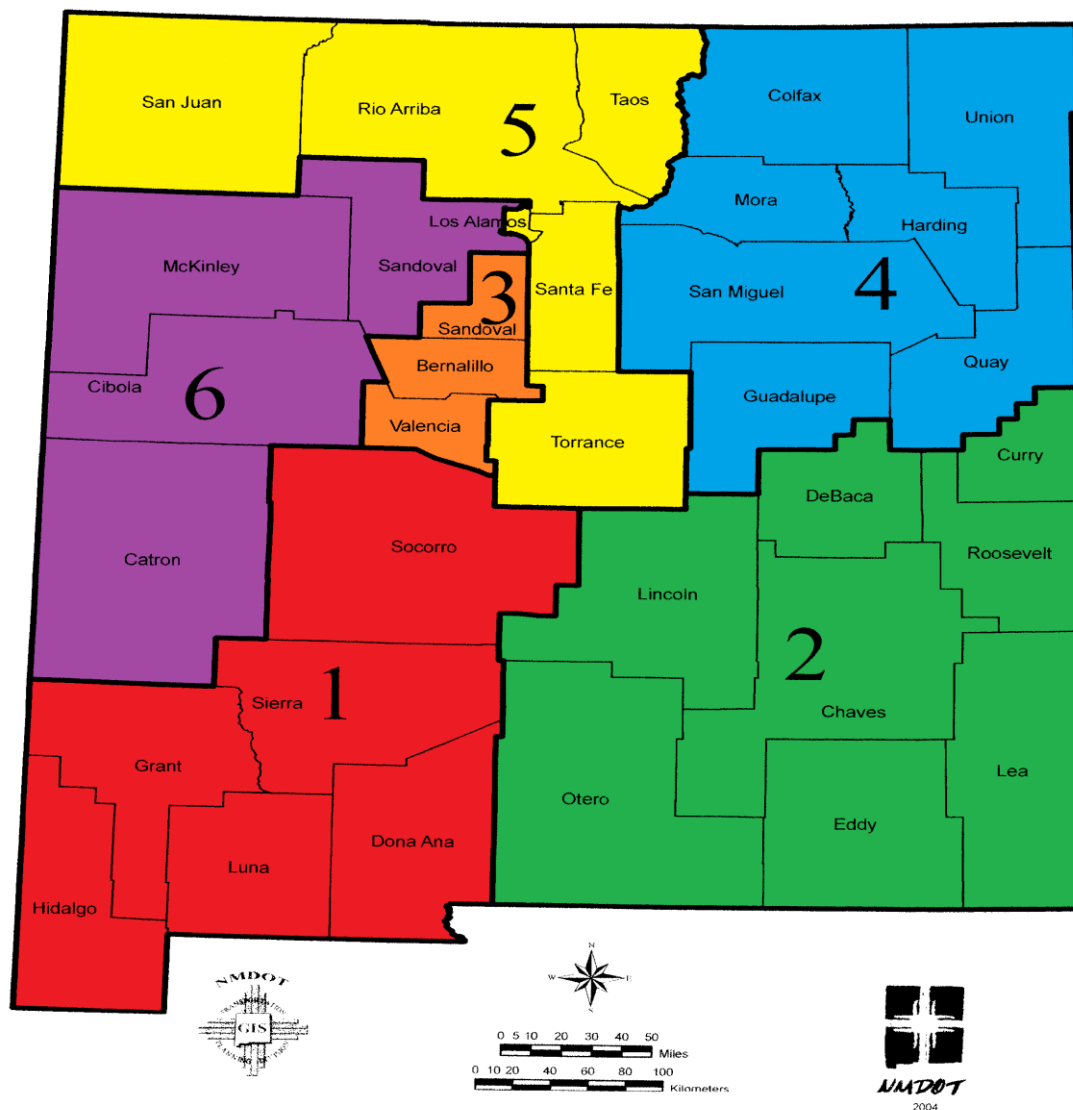 San Juan
Rio Arriba
Taos
Colfax
Union
5
Mora
Harding
Los Alamos
McKinley
Sandoval
3
Santa Fe
San Miguel
4
Sandoval
Bernalillo
Quay
Cibola
6
Guadalupe
Valencia
Torrance
Curry
DeBaca
Catron
Socorro
Roosevelt
Lincoln
2
Sierra
1
Chaves
Grant
Lea
Otero
Eddy
Dona Ana
Luna
Hidalgo
NMDOT
TRANSPORTATION
GIS
PLANNING
N
W E
0 5 10 20 30 40 50
Miles
0 10 20 40 60 80 100
Kilometers
NMDOT
2004